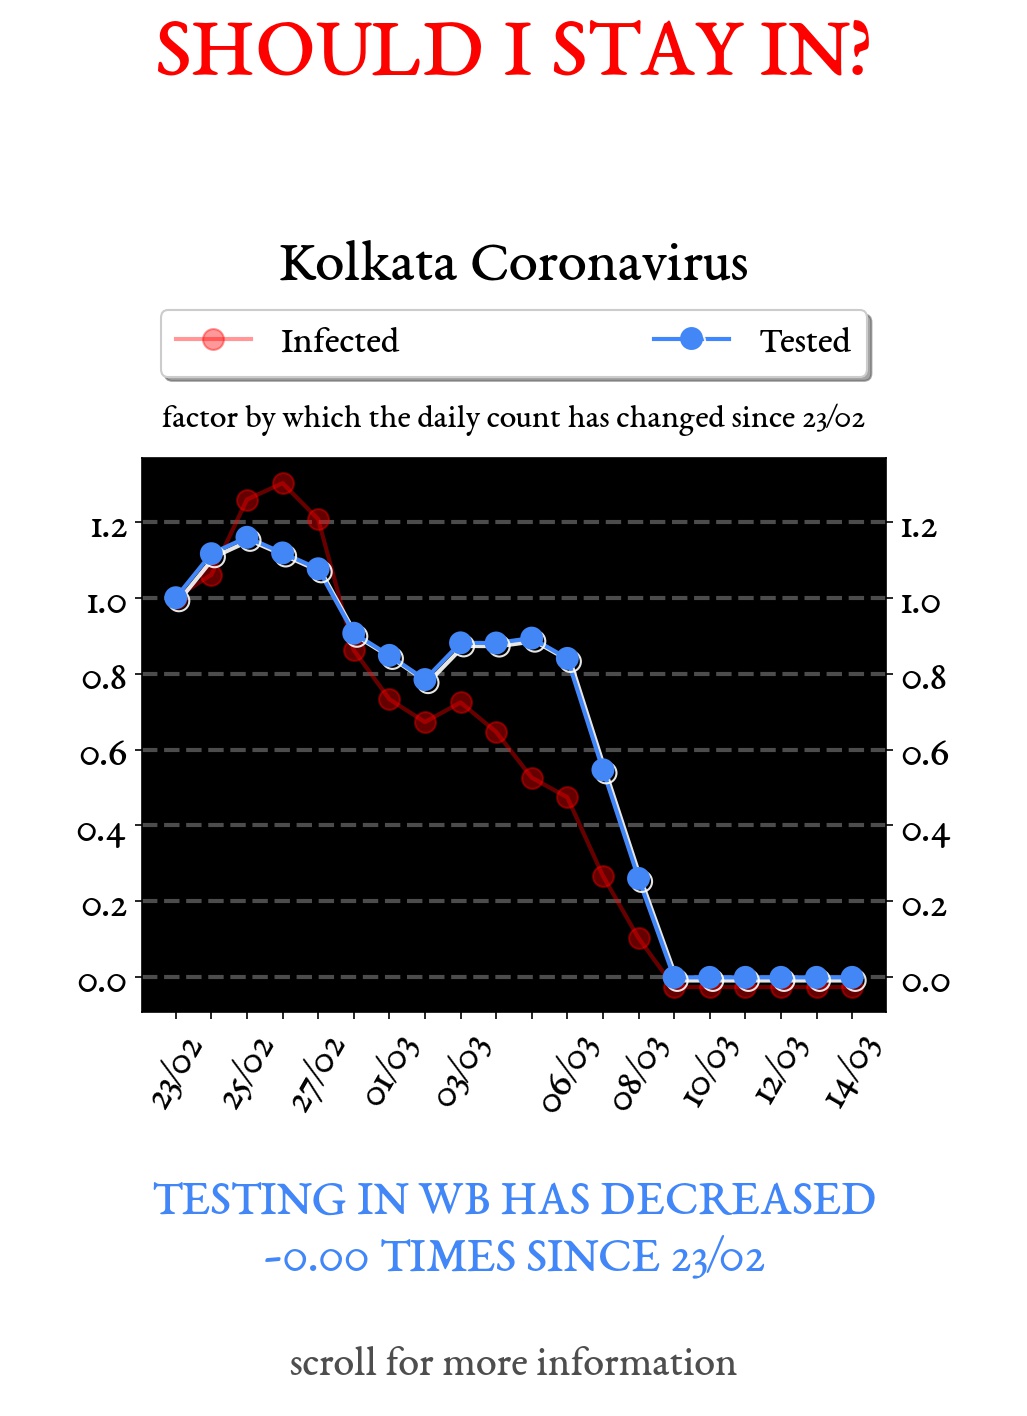 SHOULD I STAY IN?
Kolkata Coronavirus
Infected Tested
factor by which the daily count has changed since 23/02
1.2 1.2
1.0 1.0
0.8 0.8
0.6 0.6
0.4 0.4
0.2 0.2
0.0 0.0
23/02 25/02 27/02 01/03 03/03 06/03 08/03 10/03 12/03 14/03
TESTING IN WB HAS DECREASED
-0.00 TIMES SINCE 23/02
scroll for more information